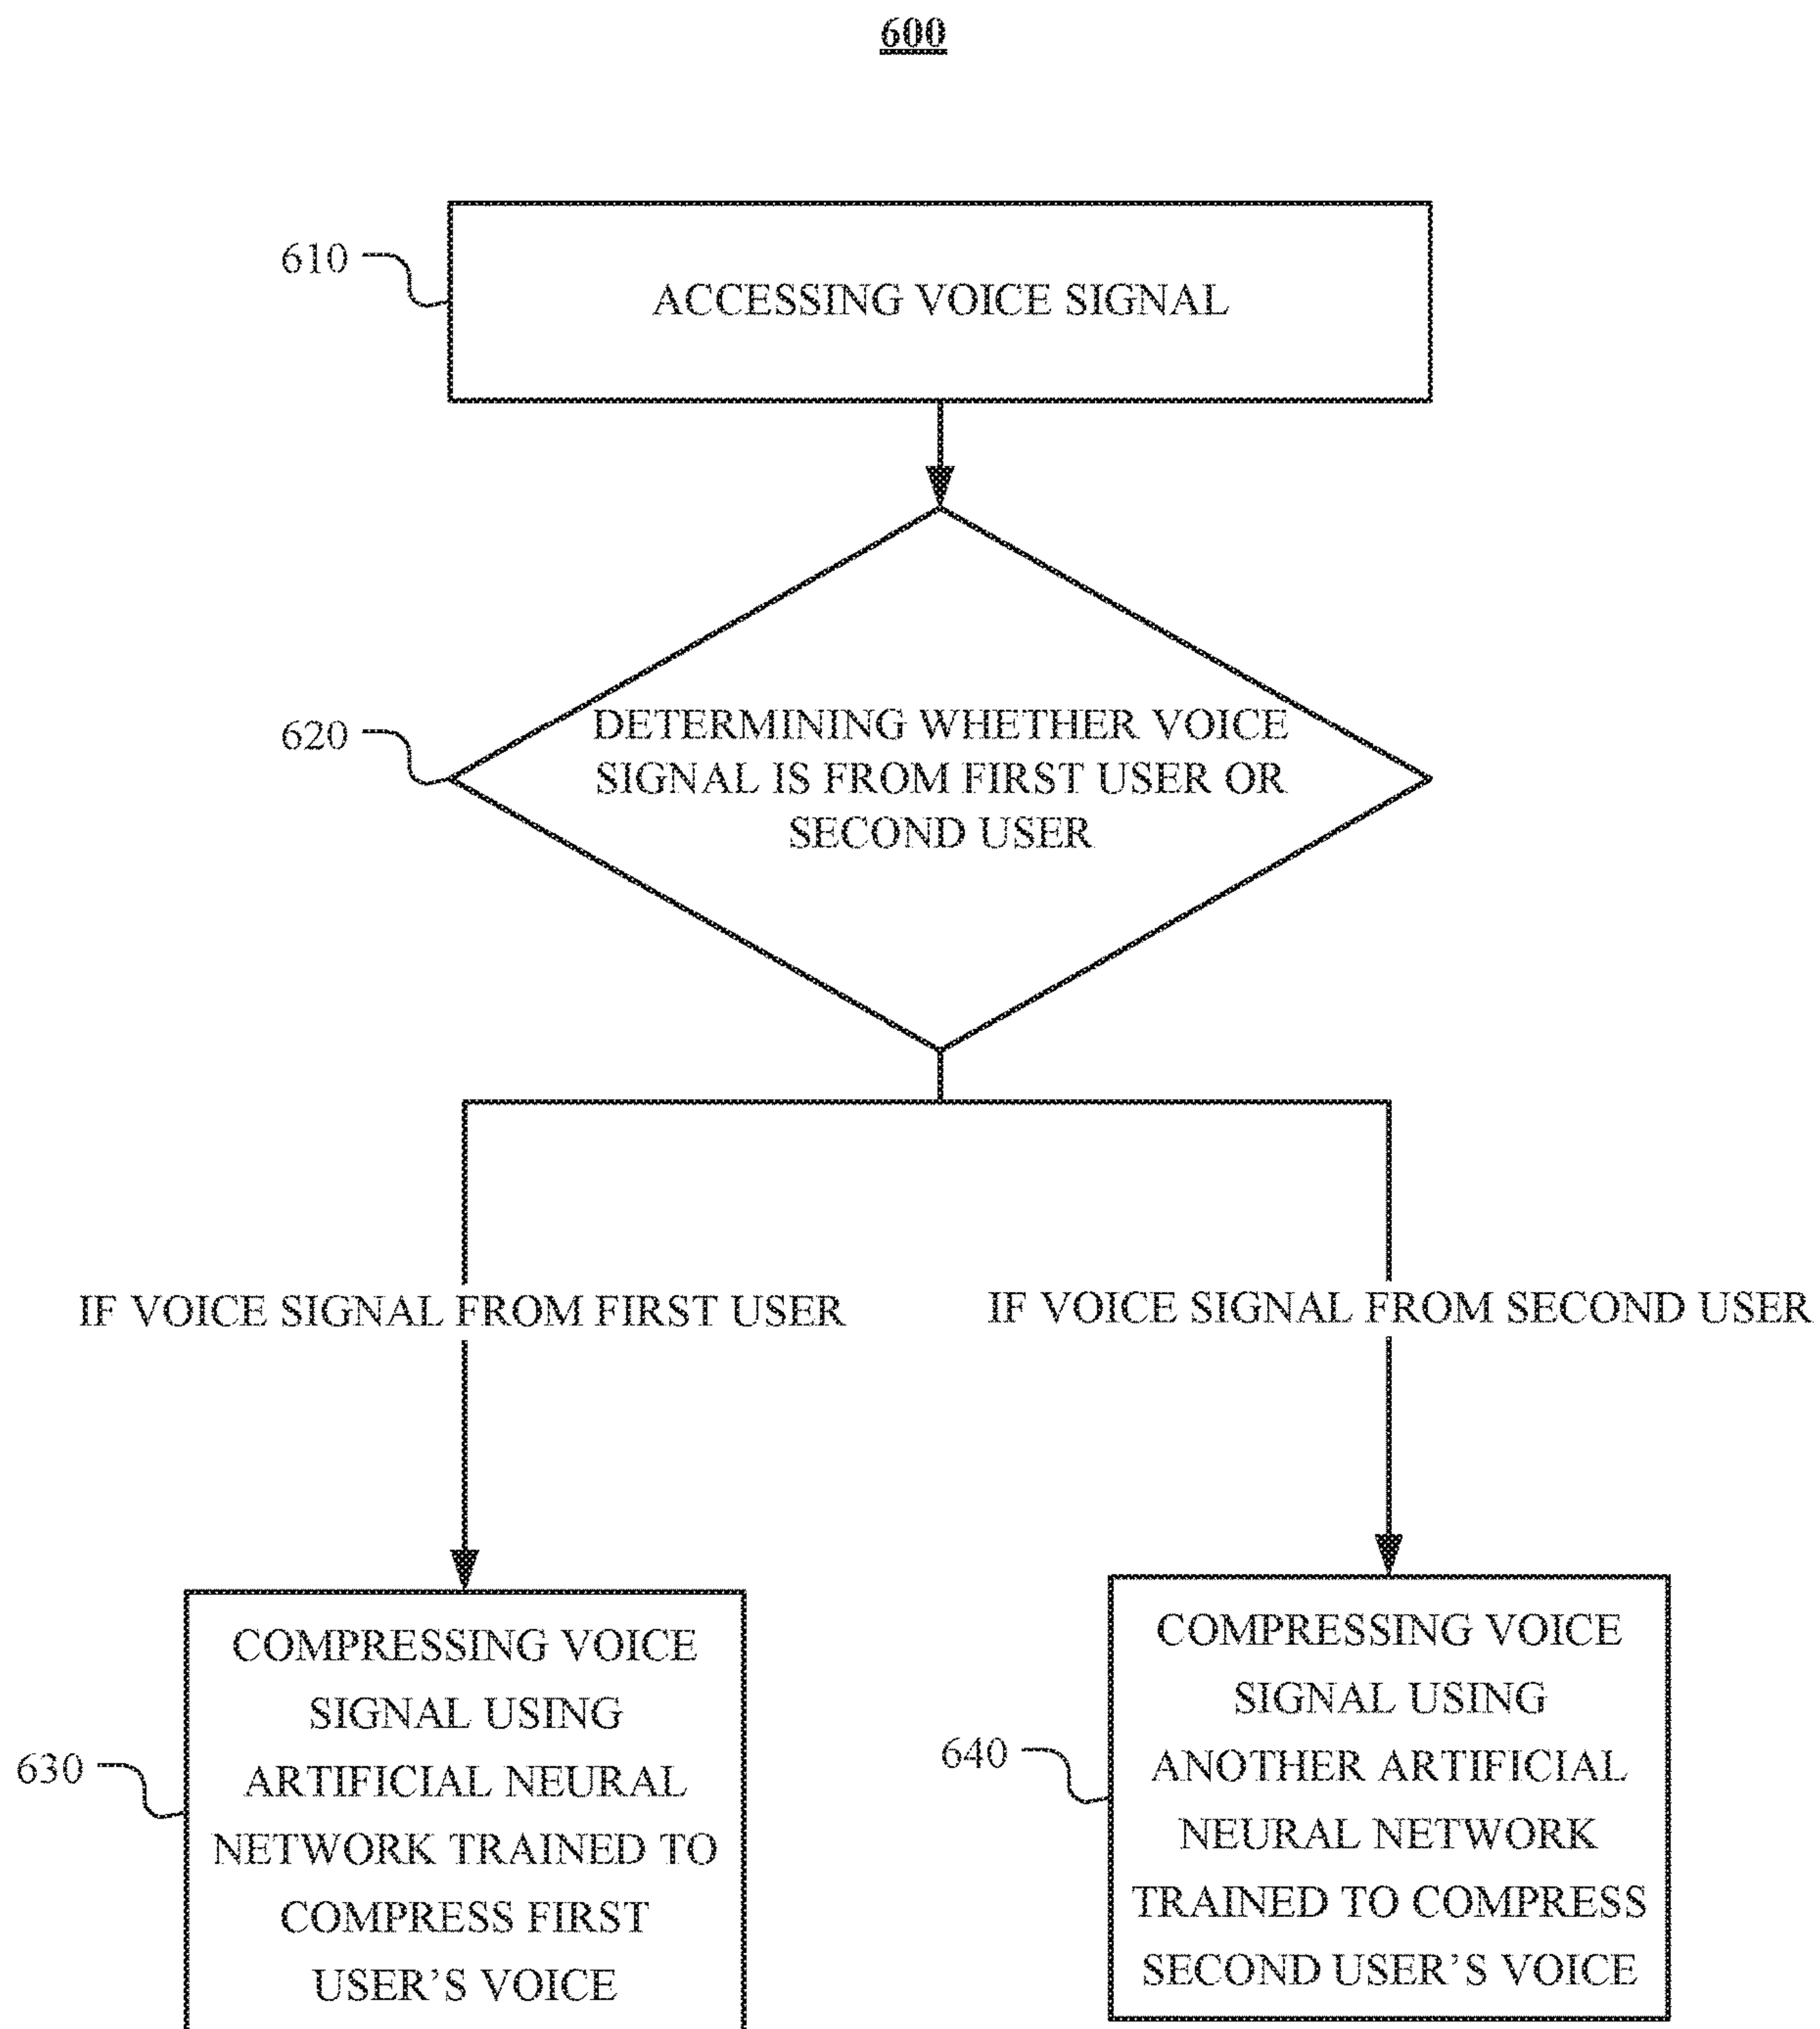 600
610
ACCESSING VOICE SIGNAL
620
DETERMINING WHETHER VOICE
SIGNAL IS FROM FIRST USER OR
SECOND USER
IF VOICE SIGNAL FROM FIRST USER
IF VOICE SIGNAL FROM SECOND USER
630
COMPRESSING VOICE
SIGNAL USING
ARTIFICIAL NEURAL
NETWORK TRAINED TO
COMPRESS FIRST
USER’S VOICE
640
COMPRESSING VOICE
SIGNAL USING
ANOTHER ARTIFICIAL
NEURAL NETWORK
TRAINED TO COMPRESS
SECOND USER’S VOICE